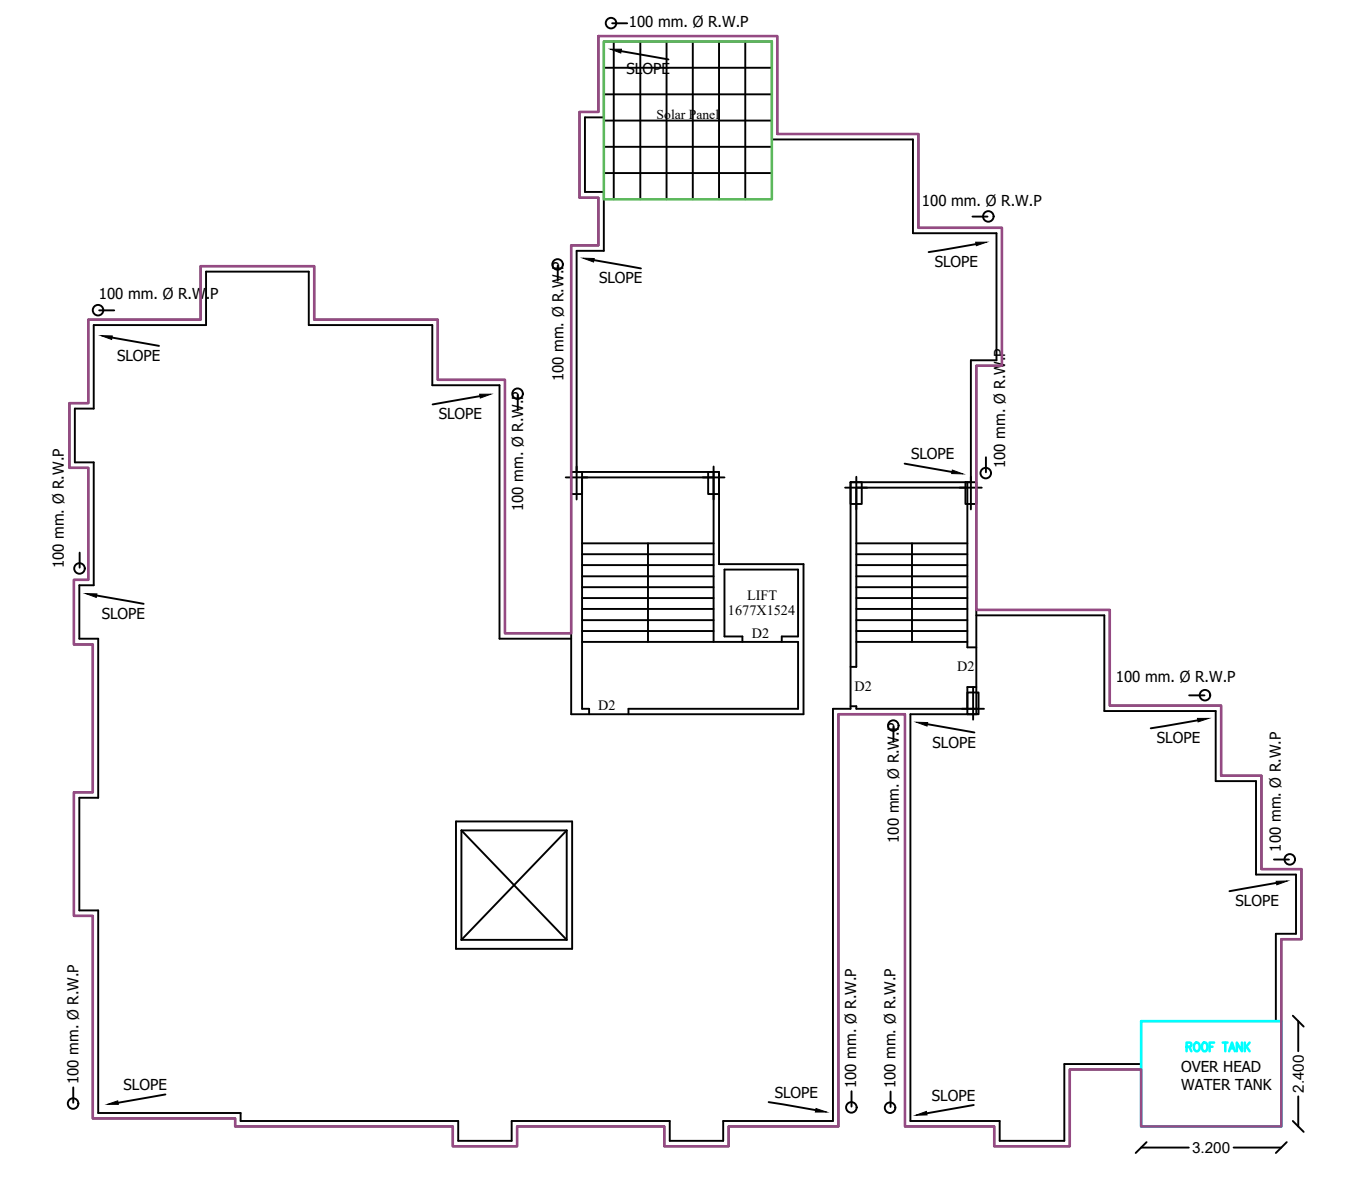 100 mm. Ø R.W.P
SLOPE
Solar Panel
100 mm. Ø R.W.P
SLOPE
100 mm. Ø R.W.P
SLOPE
100 mm. Ø R.W.P
SLOPE
100 mm. Ø R.W.P
SLOPE
100 mm. Ø R.W.P
SLOPE
100 mm. Ø R.W.P
100 mm. Ø R.W.P
SLOPE
LIFT
1677X1524
D2
D2
D2
D2
100 mm. Ø R.W.P
SLOPE
100 mm. Ø R.W.P
SLOPE
100 mm. Ø R.W.P
SLOPE
100 mm. Ø R.W.P
SLOPE
100 mm. Ø R.W.P
SLOPE
100 mm. Ø R.W.P
SLOPE
ROOF TANK
OVER HEAD
WATER TANK
2.400
3.200